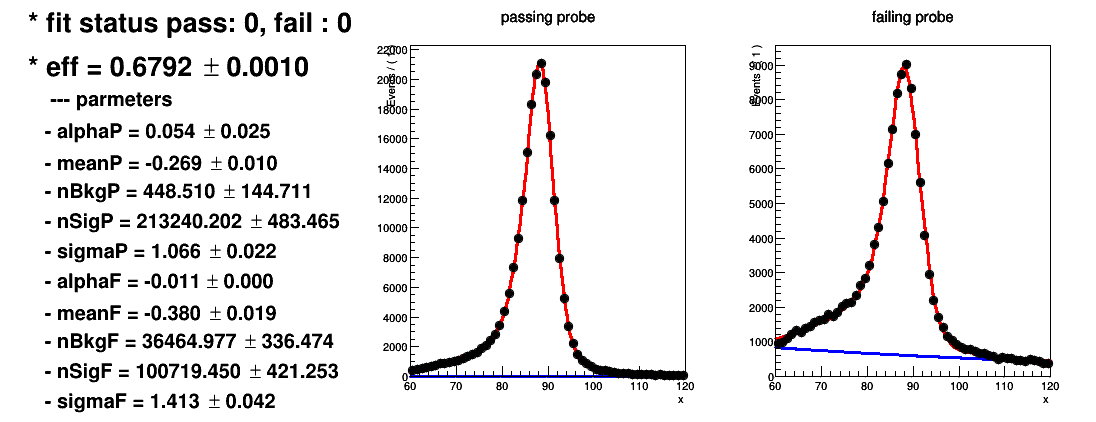 * fit status pass: 0, fail : 0
* eff = 0.6792 ± 0.0010
--- parmeters
- alphaP = 0.054 ± 0.025
- meanP = -0.269 ± 0.010
- nBkgP = 448.510 ± 144.711
- nSigP = 213240.202 ± 483.465
- sigmaP = 1.066 ± 0.022
- alphaF = -0.011 ± 0.000
- meanF = -0.380 ± 0.019
- nBkgF = 36464.977 ± 336.474
- nSigF = 100719.450 ± 421.253
- sigmaF = 1.413 ± 0.042
passing probe
Events / ( 1 )
22000
20000
18000
16000
14000
12000
10000
8000
6000
4000
2000
0
60 70 80 90 100 110 120
x
failing probe
Events / ( 1 )
9000
8000
7000
6000
5000
4000
3000
2000
1000
0
60 70 80 90 100 110 120
x